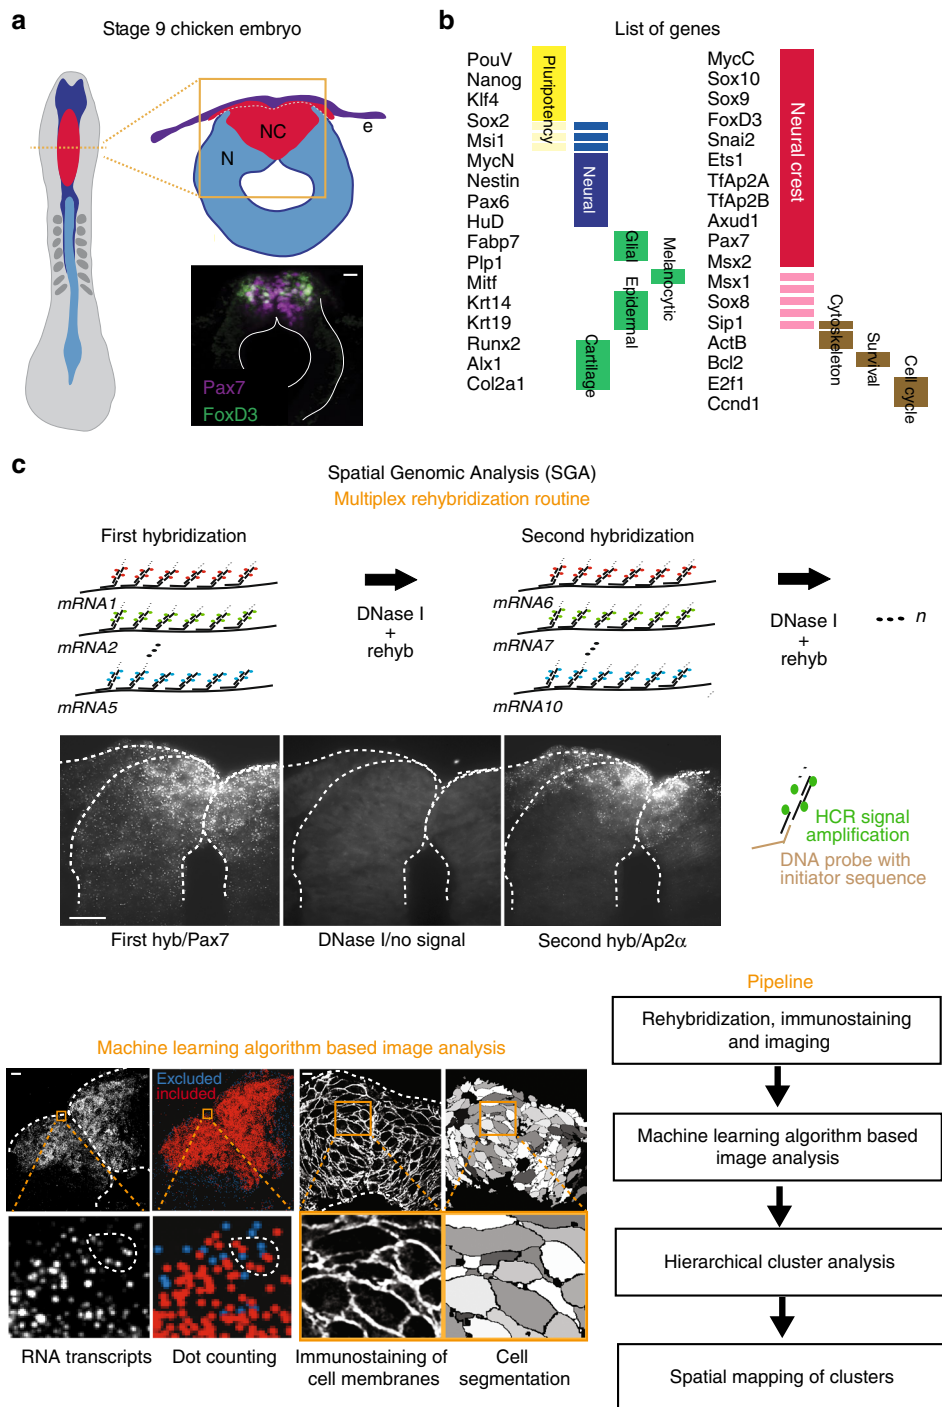 a
Stage 9 chicken embryo
NC
N
e
Pax7
FoxD3
b
List of genes
PouV
Nanog
Klf4
Sox2
Msi1
MycN
Nestin
Pax6
HuD
Fabp7
Plp1
Mitf
Krt14
Krt19
Runx2
Alx1
Col2a1
Pluripotency
Neural
Glial
Melanocytic
Epidermal
Cartilage
MycC
Sox10
Sox9
FoxD3
Snai2
Ets1
TfAp2A
TfAp2B
Axud1
Pax7
Msx2
Msx1
Sox8
Sip1
ActB
Bcl2
E2f1
Ccnd1
Neural crest
Cytoskeleton
Survival
Cell cycle
c
Spatial Genomic Analysis (SGA)
Multiplex rehybridization routine
First hybridization
mRNA1
mRNA2
mRNA5
DNase I
+
rehyb
Second hybridization
mRNA6
mRNA7
mRNA10
DNase I
+
rehyb
n
HCR signal
amplification
DNA probe with
initiator sequence
First hyb/Pax7
DNase I/no signal
Second hyb/Ap2α
Machine learning algorithm based image analysis
Excluded
included
RNA transcripts
Dot counting
Immunostaining of
cell membranes
Cell
segmentation
Pipeline
Rehybridization, immunostaining
and imaging
Machine learning algorithm based
image analysis
Hierarchical cluster analysis
Spatial mapping of clusters